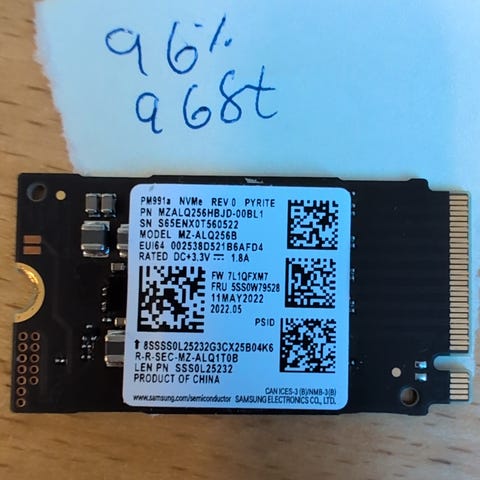 96%
968t
PM991a NVMe REV 0 PYRITE
PN MZALQ256HBJD-00BL1
SN S65ENX0T560522
MODEL MZ-ALQ256B
EUI64 002538D521B6AFD4
RATED DC+3.3V ⎓ 1.8A
FW 7L1QFXM7
FRU 5SS0W79528
11MAY2022
2022.05
PSID
↑8SSS0L25232G3CX25B04K6
R-R-SEC-MZ-ALQ1T0B
LEN PN SSS0L25232
PRODUCT OF CHINA
CAN ICES-3 (B)/NMB-3(B)
www.samsung.com/semiconductor SAMSUNG ELECTRONICS CO., LTD.